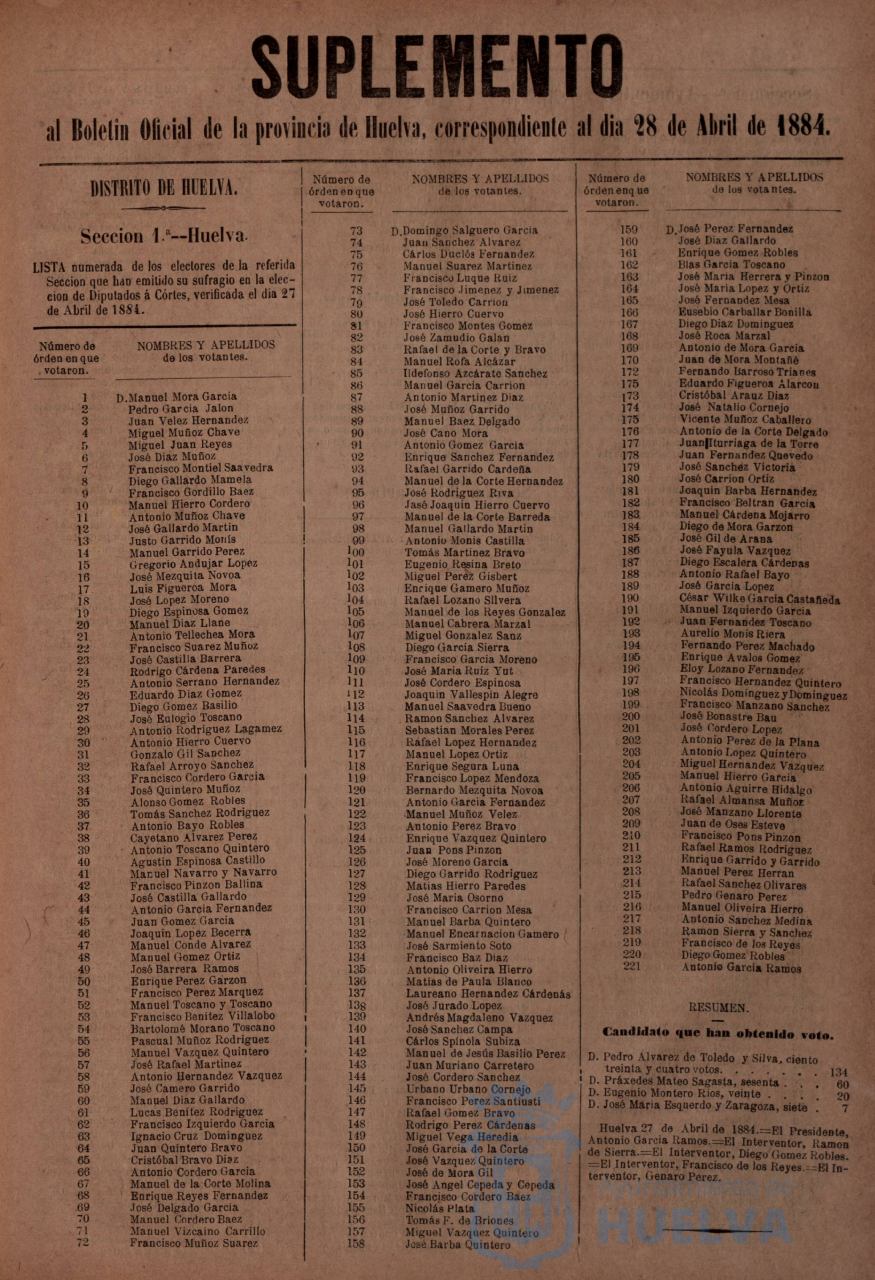 SUPLEMENTO
al Boletin Oficial de la provincia de Huelva, correspondiente al dia 28 de Abril de 1884.
DISTRITO DE HUELVA.
Seccion 1.ª--Huelva.
LISTA numerada de los electores de la referida
Seccion que han emitido su sufragio en la elec-
cion de Diputados á Córtes, verificada el dia 27
de Abril de 1884.
Número de órden en que votaron. NOMBRES Y APELLIDOS de los votantes.
1 D. Manuel Mora Garcia
2 Pedro Garcia Jalon
3 Juan Velez Hernandez
4 Miguel Muñoz Chave
5 Miguel Juan Reyes
6 José Diaz Muñoz
7 Francisco Montiel Saavedra
8 Diego Gallardo Mamela
9 Francisco Gordillo Baez
10 Manuel Hierro Cordero
11 Antonio Muñoz Chave
12 José Gallardo Martin
13 Justo Garrido Monís
14 Manuel Garrido Perez
15 Gregorio Andujar Lopez
16 José Mezquita Novoa
17 Luis Figueroa Mora
18 José Lopez Moreno
19 Diego Espinosa Gomez
20 Manuel Diaz Llane
21 Antonio Tellechea Mora
22 Francisco Suarez Muñoz
23 José Castilla Barrera
24 Rodrigo Cárdena Paredes
25 Antonio Serrano Hernandez
26 Eduardo Diaz Gomez
27 Diego Gomez Basilio
28 José Eulogio Toscano
29 Antonio Rodriguez Lagamez
30 Antonio Hierro Cuervo
31 Gonzalo Gil Sanchez
32 Rafael Arroyo Sanchez
33 Francisco Cordero Garcia
34 José Quintero Muñoz
35 Alonso Gomez Robles
36 Tomás Sanchez Rodriguez
37 Antonio Bayo Robles
38 Cayetano Alvarez Perez
39 Antonio Toscano Quintero
40 Agustin Espinosa Castillo
41 Manuel Navarro y Navarro
42 Francisco Pinzon Ballina
43 José Castilla Gallardo
44 Antonio Garcia Fernandez
45 Juan Gomez Garcia
46 Joaquin Lopez Becerra
47 Manuel Conde Alvarez
48 Manuel Gomez Ortiz
49 José Barrera Ramos
50 Enrique Perez Garzon
51 Francisco Perez Marquez
52 Manuel Toscano y Toscano
53 Francisco Benitez Villalobo
54 Bartolomé Morano Toscano
55 Pascual Muñoz Rodriguez
56 Manuel Vazquez Quintero
57 José Rafael Martinez
58 Antonio Hernandez Vazquez
59 José Camero Garrido
60 Manuel Diaz Gallardo
61 Lucas Benitez Rodriguez
62 Francisco Izquierdo Garcia
63 Ignacio Cruz Dominguez
64 Juan Quintero Bravo
65 Cristóbal Bravo Diaz
66 Antonio Cordero Garcia
67 Manuel de la Corte Molina
68 Enrique Reyes Fernandez
69 José Delgado Garcia
70 Manuel Cordero Baez
71 Manuel Vizcaino Carrillo
72 Francisco Muñoz Suarez
Número de órden en que votaron. NOMBRES Y APELLIDOS de los votantes.
73 D. Domingo Salguero Garcia
74 Juan Sanchez Alvarez
75 Cárlos Duclós Fernandez
76 Manuel Suarez Martinez
77 Francisco Luque Ruiz
78 Francisco Jimenez y Jimenez
79 José Toledo Carrion
80 José Hierro Cuervo
81 Francisco Montes Gomez
82 José Zamudio Galan
83 Rafael de la Corte y Bravo
84 Manuel Rofa Alcázar
85 Ildefonso Azcárate Sanchez
86 Manuel Garcia Carrion
87 Antonio Martinez Diaz
88 José Muñoz Garrido
89 Manuel Baez Delgado
90 José Cano Mora
91 Antonio Gomez Garcia
92 Enrique Sanchez Fernandez
93 Rafael Garrido Cardeña
94 Manuel de la Corte Hernandez
95 José Rodriguez Riva
96 Jasé Joaquin Hierro Cuervo
97 Manuel de la Corte Barreda
98 Manuel Gallardo Martin
99 Antonio Monis Castilla
100 Tomás Martinez Bravo
101 Eugenio Resina Breto
102 Miguel Perez Gisbert
103 Enrique Gamero Muñoz
104 Rafael Lozano Silvera
105 Manuel de los Reyes Gonzalez
106 Manuel Cabrera Marzal
107 Miguel Gonzalez Sanz
108 Diego Garcia Sierra
109 Francisco Garcia Moreno
110 José Maria Ruiz Yut
111 José Cordero Espinosa
112 Joaquin Vallespin Alegre
113 Manuel Saavedra Bueno
114 Ramon Sanchez Alvarez
115 Sebastian Morales Perez
116 Rafael Lopez Hernandez
117 Manuel Lopez Ortiz
118 Enrique Segura Luna
119 Francisco Lopez Mendoza
120 Bernardo Mezquita Novoa
121 Antonio Garcia Fernandez
122 Manuel Muñoz Velez
123 Antonio Perez Bravo
124 Enrique Vazquez Quintero
125 Juan Pons Pinzon
126 José Moreno Garcia
127 Diego Garrido Rodriguez
128 Matias Hierro Paredes
129 José Maria Osorno
130 Francisco Carrion Mesa
131 Manuel Barba Quintero
132 Manuel Encarnacion Gamero
133 José Sarmiento Soto
134 Francisco Baz Diaz
135 Antonio Oliveira Hierro
136 Matias de Paula Blanco
137 Laureano Hernandez Cárdenás
138 José Jurado Lopez
139 Andrés Magdaleno Vazquez
140 José Sanchez Campa
141 Cárlos Spínola Subiza
142 Manuel de Jesús Basilio Perez
143 Juan Muriano Carretero
144 José Cordero Sanchez
145 Urbano Urbano Cornejo
146 Francisco Perez Santiusti
147 Rafael Gomez Bravo
148 Rodrigo Perez Cárdenas
149 Miguel Vega Heredia
150 José Garcia de la Corte
151 José Vazquez Quintero
152 José de Mora Gil
153 José Angel Cepeda y Cepeda
154 Francisco Cordero Baez
155 Nicolás Plata
156 Tomás F. de Briones
157 Miguel Vazquez Quintero
158 José Barba Quintero
Número de órden enque votaron. NOMBRES Y APELLIDOS de los votantes.
159 D. José Perez Fernandez
160 José Diaz Gallardo
161 Enrique Gomez Robles
162 Blas Garcia Toscano
163 José Maria Herrera y Pinzon
164 José Maria Lopez y Ortiz
165 José Fernandez Mesa
166 Eusebio Carballar Bonilla
167 Diego Diaz Dominguez
168 José Roca Marzal
169 Antonio de Mora Garcia
170 Juan de Mora Montañé
172 Fernando Barroso Trianes
175 Eduardo Figueroa Alarcon
173 Cristóbal Arauz Diaz
174 José Natalio Cornejo
175 Vicente Muñoz Caballero
176 Antonio de la Corte Delgado
177 Juan Iturriaga de la Torre
178 Juan Fernandez Quevedo
179 José Sanchez Victoria
180 José Carrion Ortiz
181 Joaquin Barba Hernandez
182 Francisco Beltran Garcia
183 Manuel Cárdena Mojarro
184 Diego de Mora Garzon
185 José Gil de Arana
186 José Fayula Vazquez
187 Diego Escalera Cárdenas
188 Antonio Rafael Bayo
189 José Garcia Lopez
190 César Wilke Garcia Castañeda
191 Manuel Izquierdo Garcia
192 Juan Fernandez Toscano
193 Aurelio Monis Riera
194 Fernando Perez Machado
195 Enrique Avalos Gomez
196 Eloy Lozano Fernandez
197 Francisco Hernandez Quintero
198 Nicolás Dominguez y Dominguez
199 Francisco Manzano Sanchez
200 José Bonastre Bau
201 José Cordero Lopez
202 Antonio Perez de la Plana
203 Antonio Lopez Quintero
204 Miguel Hernandez Vazquez
205 Manuel Hierro Garcia
206 Antonio Aguirre Hidalgo
207 Rafael Almansa Muñoz
208 José Manzano Llorente
209 Juan de Oses Esteve
210 Francisco Pons Pinzon
211 Rafael Ramos Rodriguez
212 Enrique Garrido y Garrido
213 Manuel Perez Herran
214 Rafael Sanchez Olivares
215 Pedro Genaro Perez
216 Manuel Oliveira Hierro
217 Antonio Sanchez Medina
218 Ramon Sierra y Sanchez
219 Francisco de los Reyes
220 Diego Gomez Robles
221 Antonio Garcia Ramos
RESUMEN.
Candidato que han obtenido voto.
D. Pedro Alvarez de Toledo y Silva, ciento
treinta y cuatro votos. . . . . . . 134
D. Práxedes Mateo Sagasta, sesenta . . . 60
D. Eugenio Montero Rios, veinte . . . . 20
D. José Maria Esquerdo y Zaragoza, siete . 7
Huelva 27 de Abril de 1884.=El Presidente,
Antonio Garcia Ramos.=El Interventor, Ramon
de Sierra.=El Interventor, Diego Gomez Robles.
=El Interventor, Francisco de los Reyes.=El In-
terventor, Genaro Perez.
HUELVA